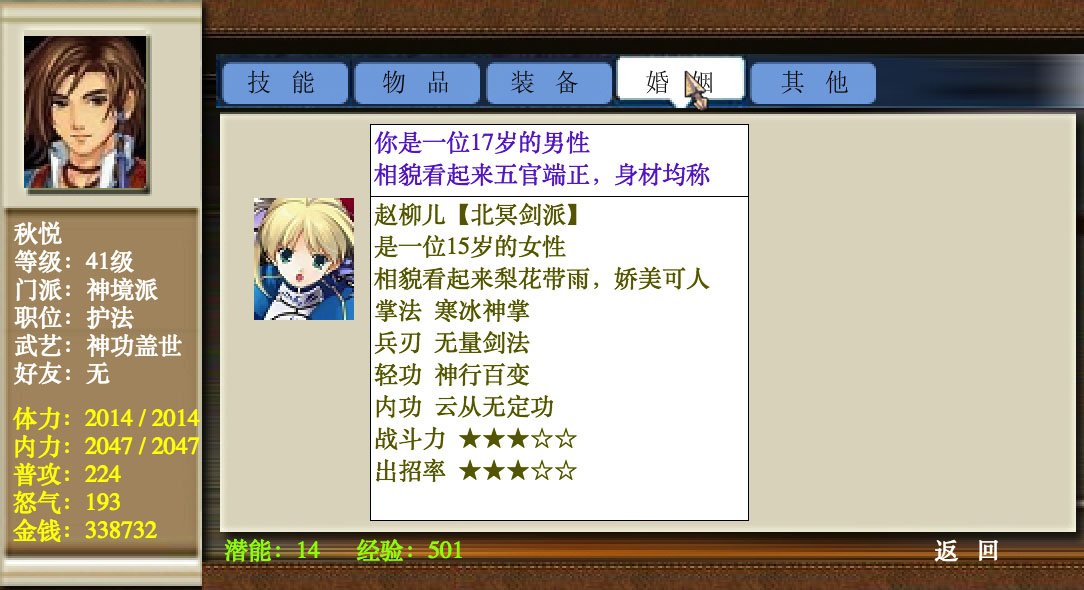 技 能
物 品
装 备
婚 姻
其 他
你是一位17岁的男性
相貌看起来五官端正，身材均称
赵柳儿【北冥剑派】
是一位15岁的女性
相貌看起来梨花带雨，娇美可人
掌法 寒冰神掌
兵刃 无量剑法
轻功 神行百变
内功 云从无定功
战斗力 ★★★☆☆
出招率 ★★★☆☆
秋悦
等级：41级
门派：神境派
职位：护法
武艺：神功盖世
好友：无
体力：2014 / 2014
内力：2047 / 2047
普攻：224
怒气：193
金钱：338732
潜能：14
经验：501
返 回